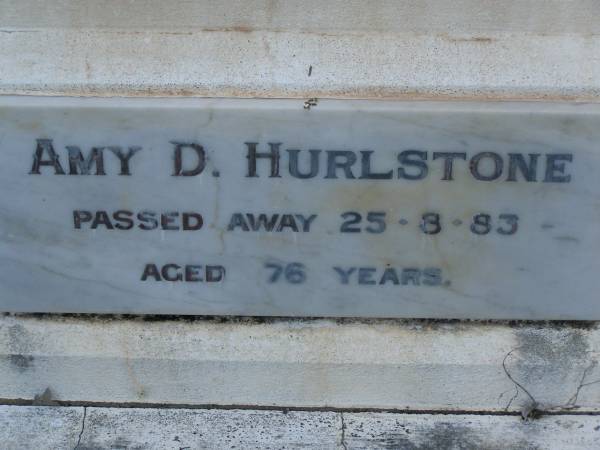 AMY D. HURLSTONE
PASSED AWAY 25-8-83
AGED 76 YEARS.